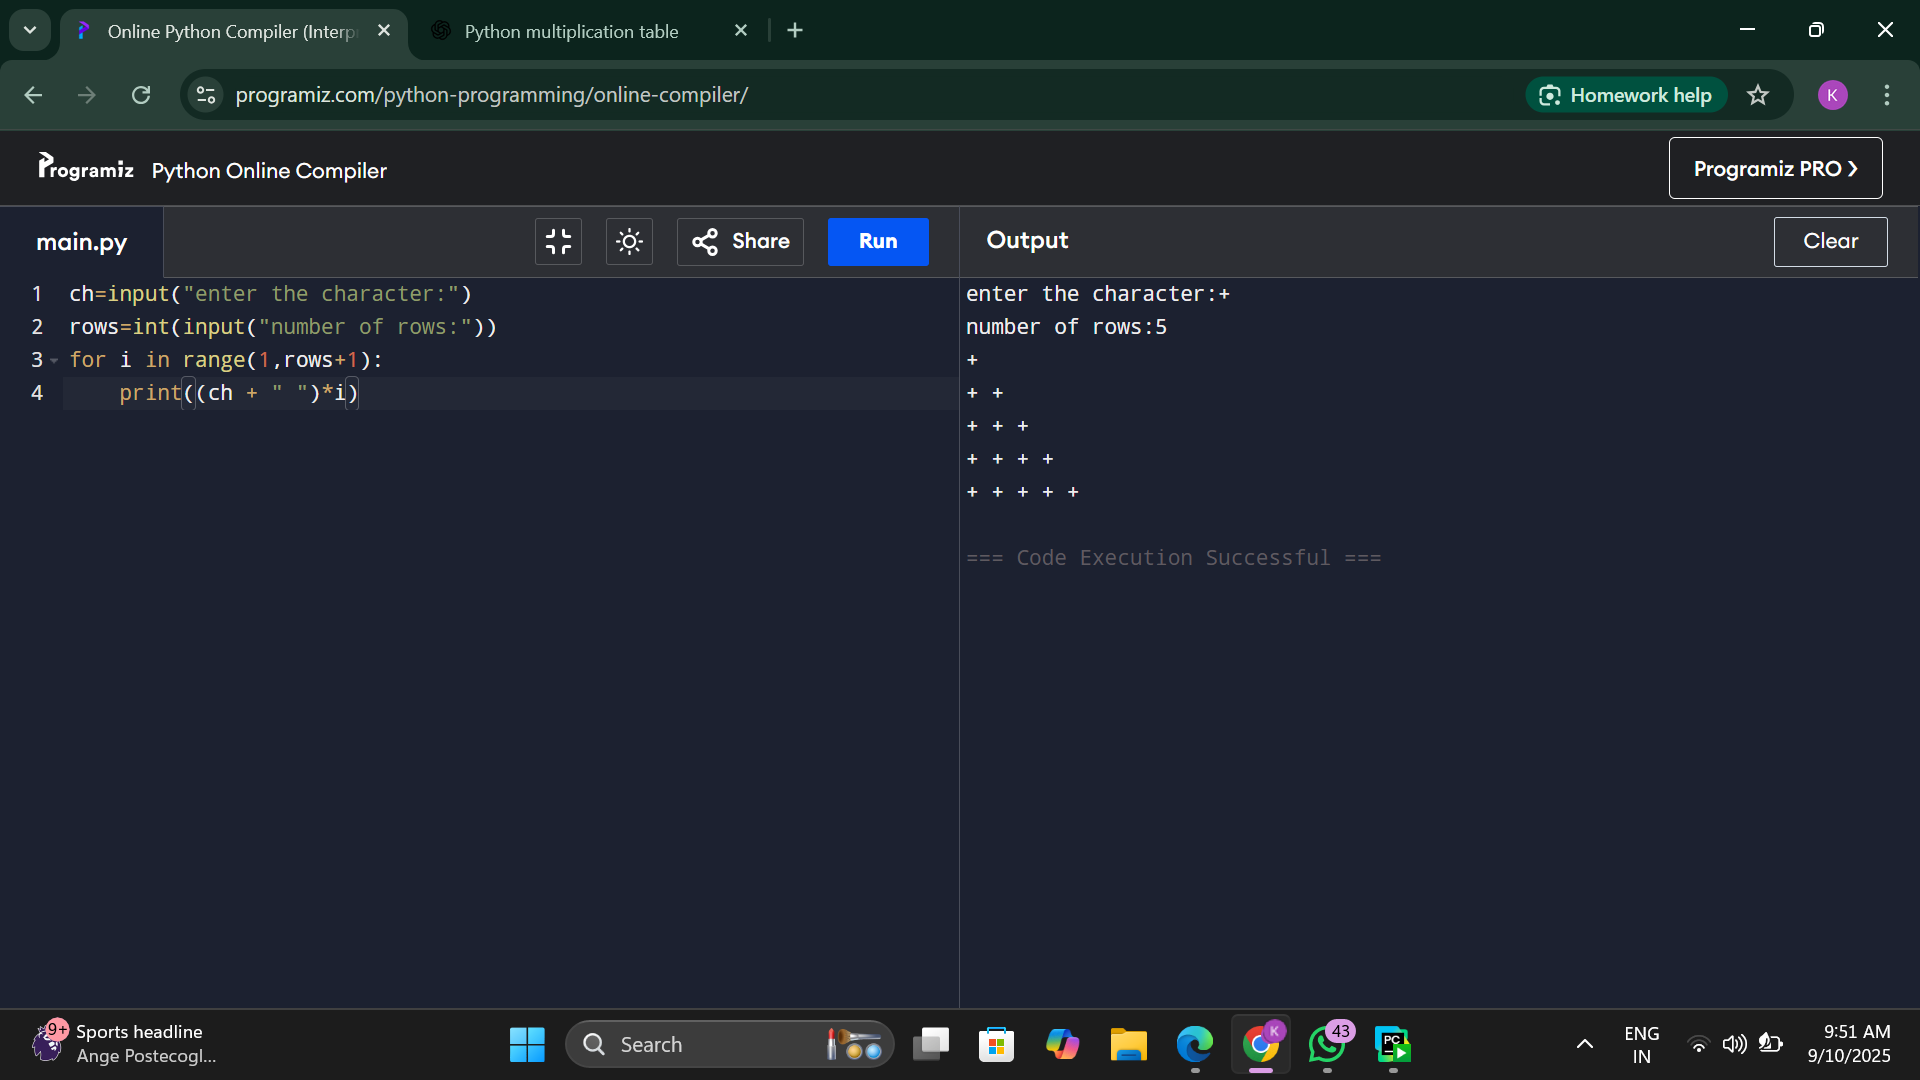 Online Python Compiler (Interp
Python multiplication table
programiz.com/python-programming/online-compiler/
Homework help
K
Programiz
Python Online Compiler
Programiz PRO ❯
main.py
Share
Run
Output
Clear
1 ch=input("enter the character:")
2 rows=int(input("number of rows:"))
3 for i in range(1,rows+1):
4     print((ch + " ")*i)
enter the character:+
number of rows:5
+
+ +
+ + +
+ + + +
+ + + + +
=== Code Execution Successful ===
9+
Sports headline
Ange Postecogl...
Search
K
43
PC
ENG
IN
9:51 AM
9/10/2025